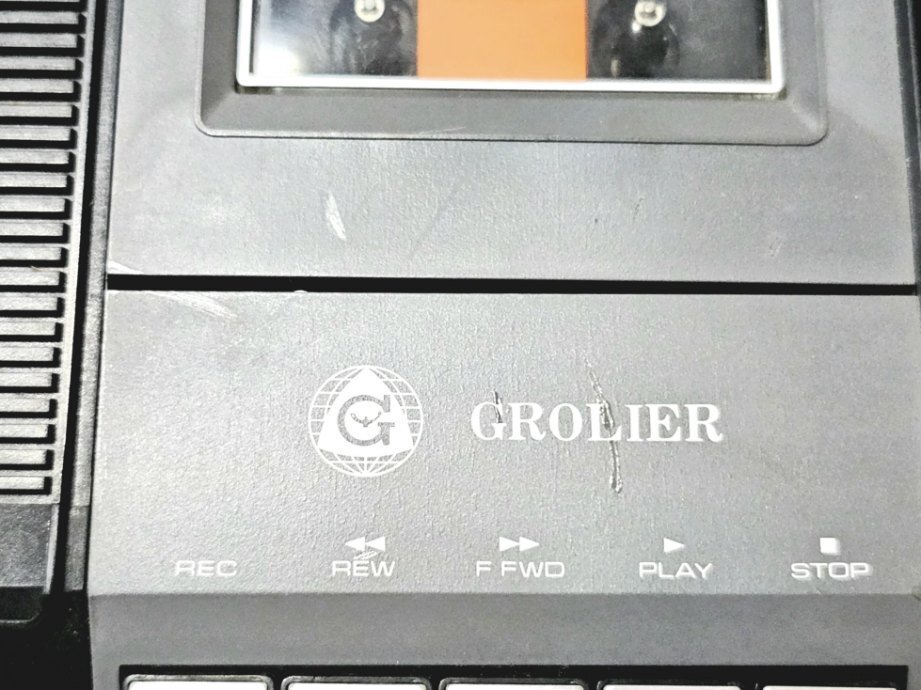 G
GROLIER
REC REW F FWD PLAY STOP